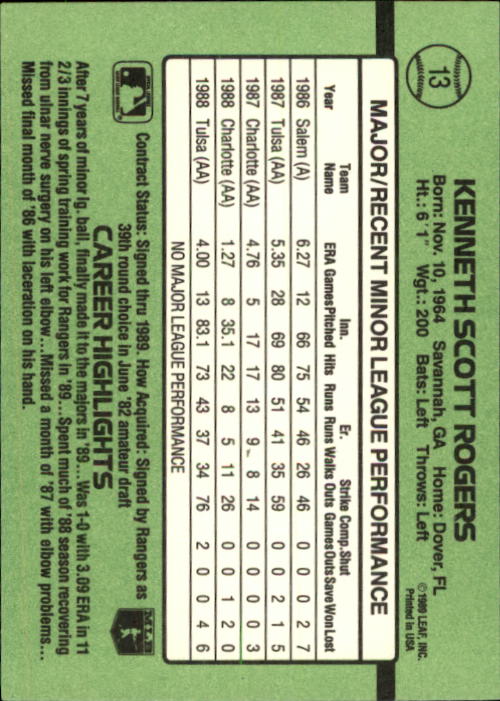 13
KENNETH SCOTT ROGERS
Born: Nov. 10, 1964 Savannah, GA Home: Dover, FL
Ht.: 6'1" Wgt.: 200 Bats: Left Throws: Left
© 1989 LEAF, INC.
Printed in USA
MAJOR/RECENT MINOR LEAGUE PERFORMANCE
Team Inn. Er. Strike Comp. Shut
Year Name ERA Games Pitched Hits Runs Runs Walks Outs Games Outs Save Won Lost
1986 Salem (A) 6.27 12 66 75 54 46 26 46 0 0 0 2 7
1987 Tulsa (AA) 5.35 28 69 80 51 41 35 59 0 0 2 1 5
1987 Charlotte (AA) 4.76 5 17 17 13 9 8 14 0 0 0 0 3
1988 Charlotte (AA) 1.27 8 35.1 22 8 5 11 26 0 0 1 2 0
1988 Tulsa (AA) 4.00 13 83.1 73 43 37 34 76 2 0 0 4 6
NO MAJOR LEAGUE PERFORMANCE
Contract Status: Signed thru 1989. How Acquired: Signed by Rangers as
39th round choice in June '82 amateur draft
MLB
CAREER HIGHLIGHTS
After 7 years of minor lg. ball, finally made it to the majors in '89... Was 1-0 with 3.09 ERA in 11
2/3 innings of spring training work for Rangers in '89... Spent much of '88 season recovering
from ulnar nerve surgery on his left elbow... Missed a month of '87 with elbow problems...
Missed final month of '86 with laceration on his hand.